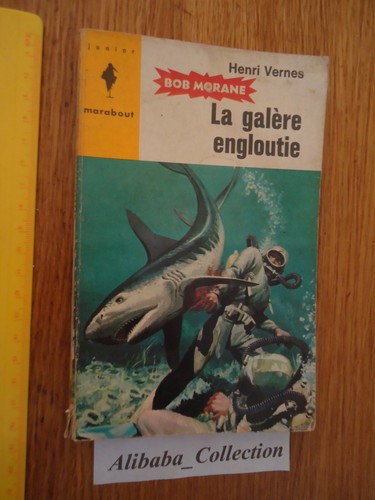 junior
marabout
Henri Vernes
BOB MORANE
La galère
engloutie
Alibaba_Collection